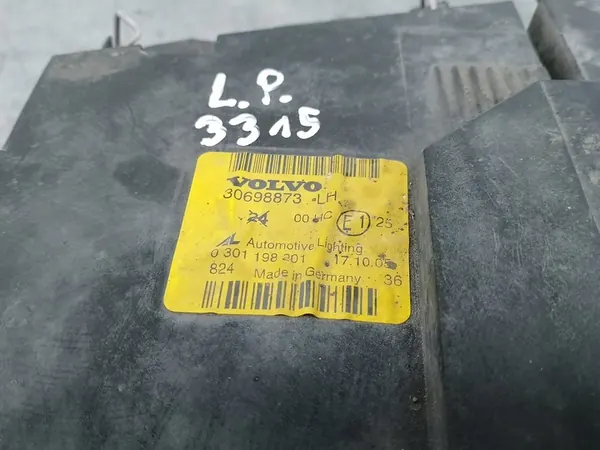 L.P.
3315
VOLVO
30698873 LH
24 00 HC E1 25
AL Automotive Lighting
0 301 198 201 17.10.05
824 Made in Germany 36